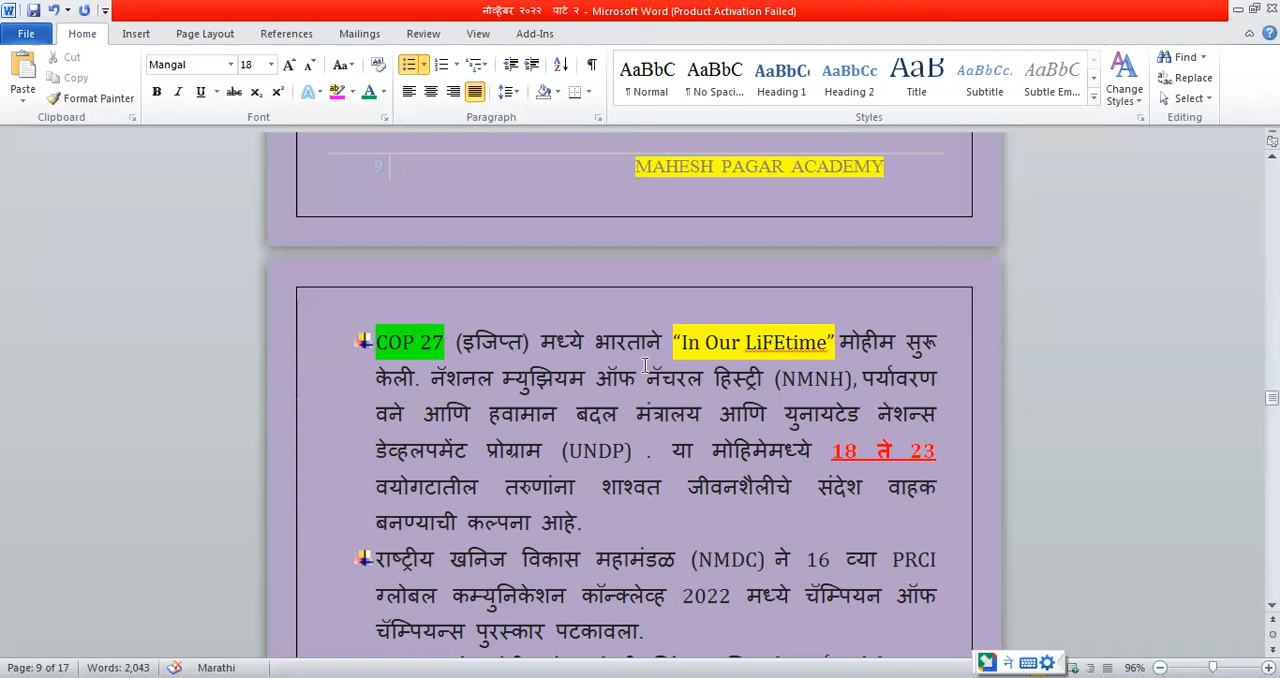 नोव्हेंबर २०२२ पार्ट २ - Microsoft Word (Product Activation Failed)
File Home Insert Page Layout References Mailings Review View Add-Ins
Cut
Copy
Format Painter
Paste
Mangal 18
AaBbC AaBbC AaBbC AaBbCc AaB AaBbCc. AaBbC
¶ Normal ¶ No Spaci... Heading 1 Heading 2 Title Subtitle Subtle Em...
Change
Styles
Find
Replace
Select
Clipboard Font Paragraph Styles Editing
9 MAHESH PAGAR ACADEMY
COP 27 (इजिप्त) मध्ये भारताने “In Our LiFEtime” मोहीम सुरू
केली. नॅशनल म्युझियम ऑफ नॅचरल हिस्ट्री (NMNH), पर्यावरण
वने आणि हवामान बदल मंत्रालय आणि युनायटेड नेशन्स
डेव्हलपमेंट प्रोग्राम (UNDP) . या मोहिमेमध्ये 18 ते 23
वयोगटातील तरुणांना शाश्वत जीवनशैलीचे संदेश वाहक
बनण्याची कल्पना आहे.
राष्ट्रीय खनिज विकास महामंडळ (NMDC) ने 16 व्या PRCI
ग्लोबल कम्युनिकेशन कॉन्क्लेव्ह 2022 मध्ये चॅम्पियन ऑफ
चॅम्पियन्स पुरस्कार पटकावला.
Page: 9 of 17 Words: 2,043 Marathi ने 96%